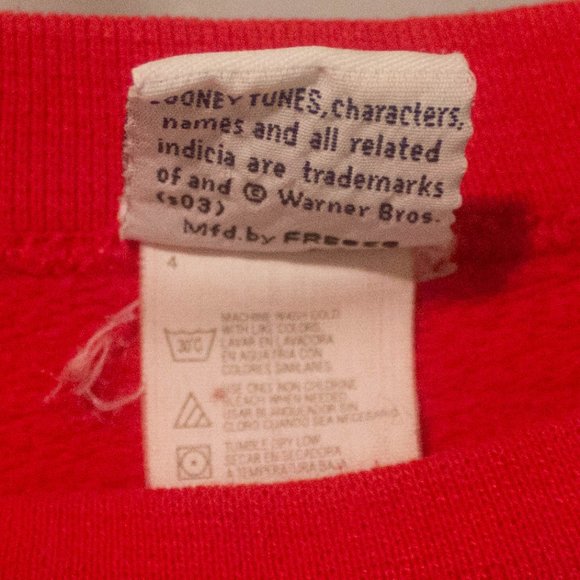 LOONEY TUNES, characters,
names and all related
indicia are trademarks
of and © Warner Bros.
(s03)
Mfd.by
4
MACHINE WASH COLD
WITH LIKE COLORS.
LAVAR EN LAVADORA
EN AGUA FRIA CON
COLORES SIMILARES
30°C
USE ONLY NON CHLORINE
BLEACH WHEN NEEDED.
USAR BLANQUEADOR SIN
CLORO CUANDO SEA NECESARIO
TUMBLE DRY LOW
SECAR EN SECADORA
A TEMPERATURA BAJA